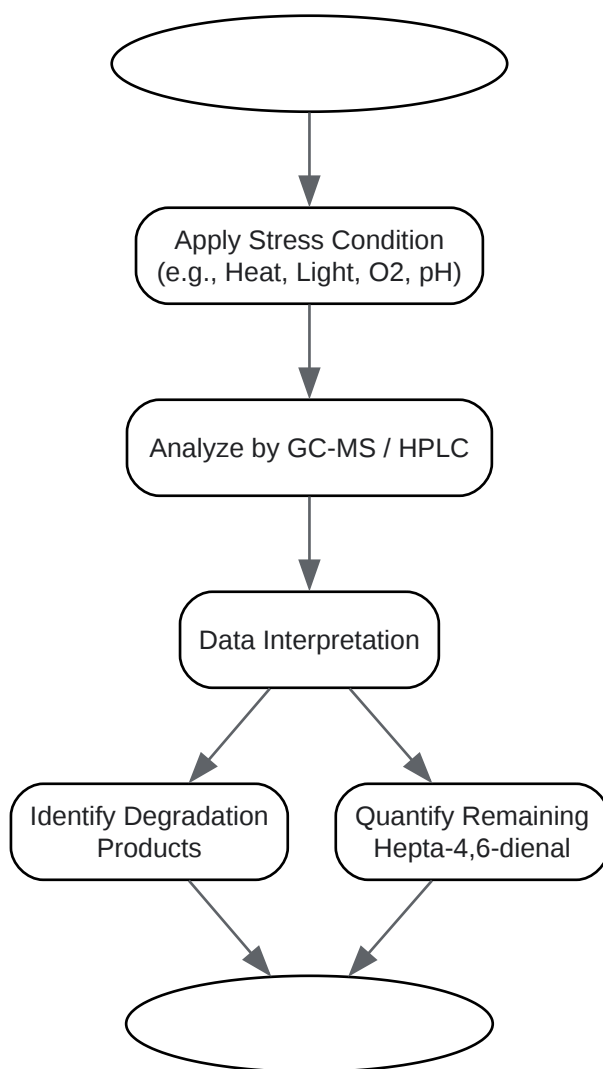 Apply Stress Condition
(e.g., Heat, Light, O2, pH)
Analyze by GC-MS / HPLC
Data Interpretation
Identify Degradation
Products
Quantify Remaining
Hepta-4,6-dienal